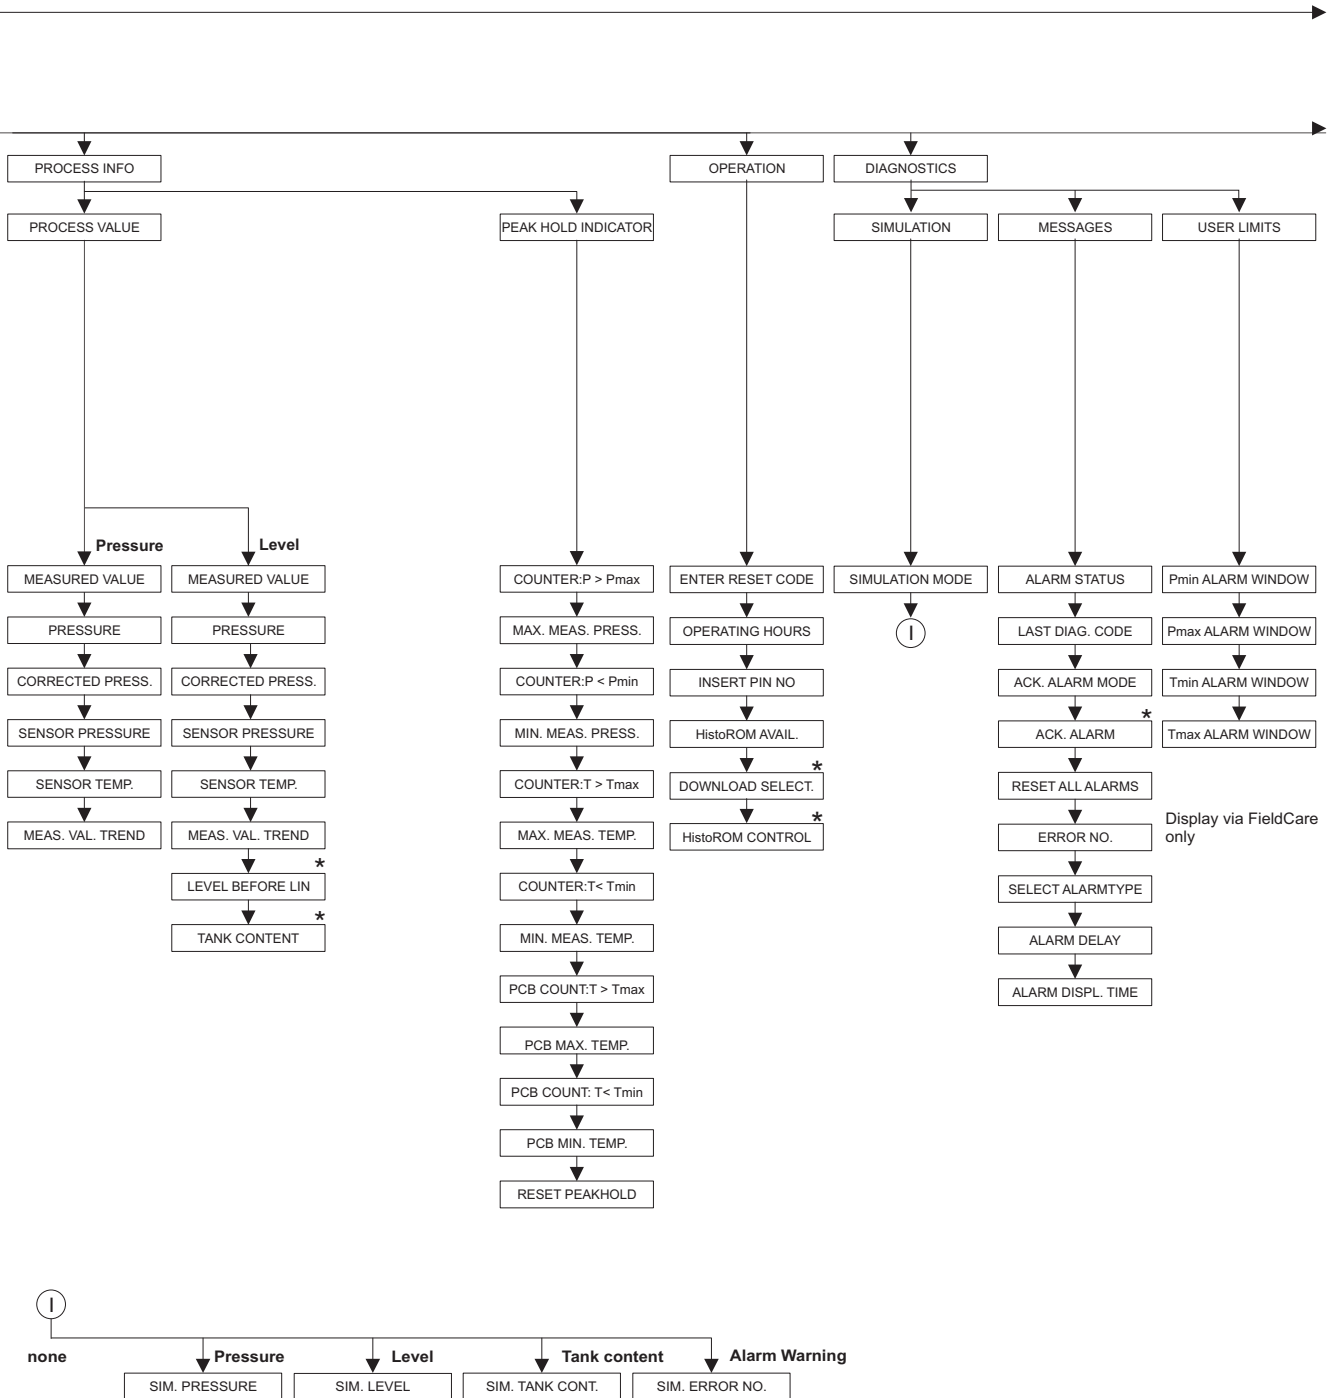 PROCESS INFO
OPERATION
DIAGNOSTICS
PROCESS VALUE
PEAK HOLD INDICATOR
SIMULATION
MESSAGES
USER LIMITS
Pressure
MEASURED VALUE
PRESSURE
CORRECTED PRESS.
SENSOR PRESSURE
SENSOR TEMP.
MEAS. VAL. TREND
Level
MEASURED VALUE
PRESSURE
CORRECTED PRESS.
SENSOR PRESSURE
SENSOR TEMP.
MEAS. VAL. TREND
*
LEVEL BEFORE LIN
*
TANK CONTENT
COUNTER:P > Pmax
MAX. MEAS. PRESS.
COUNTER:P < Pmin
MIN. MEAS. PRESS.
COUNTER:T > Tmax
MAX. MEAS. TEMP.
COUNTER:T< Tmin
MIN. MEAS. TEMP.
PCB COUNT:T > Tmax
PCB MAX. TEMP.
PCB COUNT: T< Tmin
PCB MIN. TEMP.
RESET PEAKHOLD
ENTER RESET CODE
OPERATING HOURS
INSERT PIN NO
HistoROM AVAIL.
*
DOWNLOAD SELECT.
*
HistoROM CONTROL
SIMULATION MODE
I
ALARM STATUS
LAST DIAG. CODE
ACK. ALARM MODE
*
ACK. ALARM
RESET ALL ALARMS
ERROR NO.
SELECT ALARMTYPE
ALARM DELAY
ALARM DISPL. TIME
Pmin ALARM WINDOW
Pmax ALARM WINDOW
Tmin ALARM WINDOW
Tmax ALARM WINDOW
Display via FieldCare
only
I
none
Pressure
Level
Tank content
Alarm Warning
SIM. PRESSURE
SIM. LEVEL
SIM. TANK CONT.
SIM. ERROR NO.